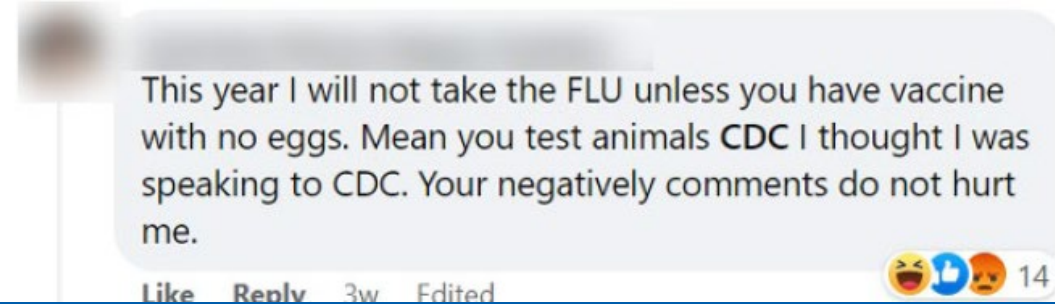 This year I will not take the FLU unless you have vaccine
with no eggs. Mean you test animals CDC I thought I was
speaking to CDC. Your negatively comments do not hurt
me.
14
Like Reply 3w Edited